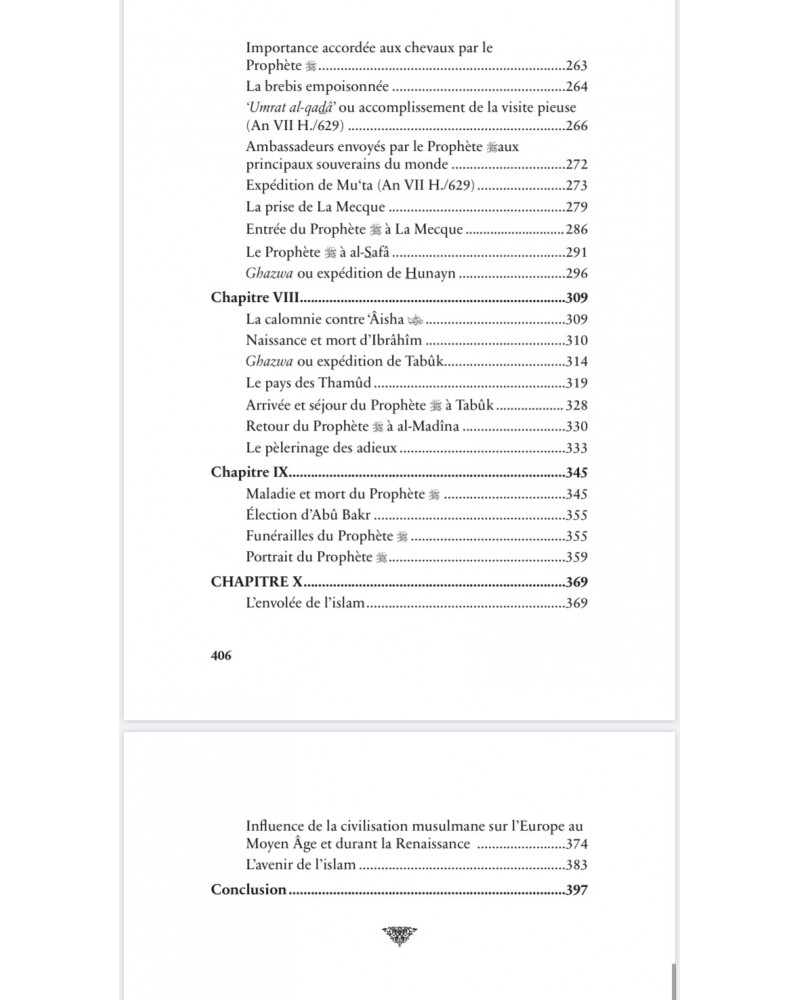 Importance accordée aux chevaux par le
Prophète ﷺ..................................................................263
La brebis empoisonnée ..............................................264
‘Umrat al-qaḏâ’ ou accomplissement de la visite pieuse
(An VII H./629) ..........................................................266
Ambassadeurs envoyés par le Prophète ﷺaux
principaux souverains du monde ..............................272
Expédition de Mu‘ta (An VII H./629).......................273
La prise de La Mecque ...............................................279
Entrée du Prophète ﷺ à La Mecque ..........................286
Le Prophète ﷺ à al-S̲afâ ..............................................291
Ghazwa ou expédition de H̲unayn .............................296
Chapitre VIII......................................................................309
La calomnie contre ‘Âisha .....................................309
Naissance et mort d’Ibrâhîm .....................................310
Ghazwa ou expédition de Tabûk................................314
Le pays des Thamûd ...................................................319
Arrivée et séjour du Prophète ﷺ à Tabûk .................. 328
Retour du Prophète ﷺ à al-Madîna ...........................330
Le pèlerinage des adieux ............................................333
Chapitre IX.........................................................................345
Maladie et mort du Prophète ﷺ ................................345
Élection d’Abû Bakr ...................................................355
Funérailles du Prophète ﷺ .........................................355
Portrait du Prophète ﷺ ...............................................359
CHAPITRE X.....................................................................369
L’envolée de l’islam.....................................................369
406
Influence de la civilisation musulmane sur l’Europe au
Moyen Âge et durant la Renaissance ........................374
L’avenir de l’islam .......................................................383
Conclusion .........................................................................397